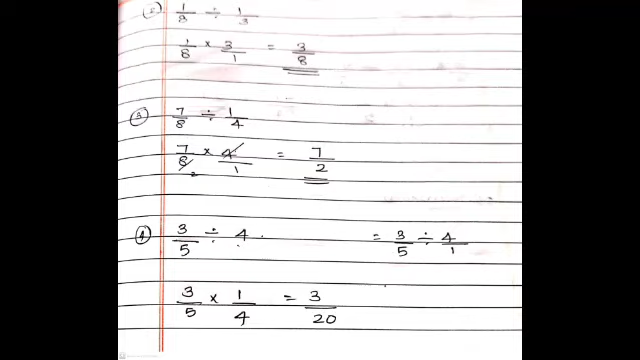 ② 1/8 ÷ 1/3
1/8 × 3/1 = 3/8
③ 7/8 ÷ 1/4
7/8 2 × 4/1 = 7/2
④ 3/5 ÷ 4 = 3/5 ÷ 4/1
3/5 × 1/4 = 3/20